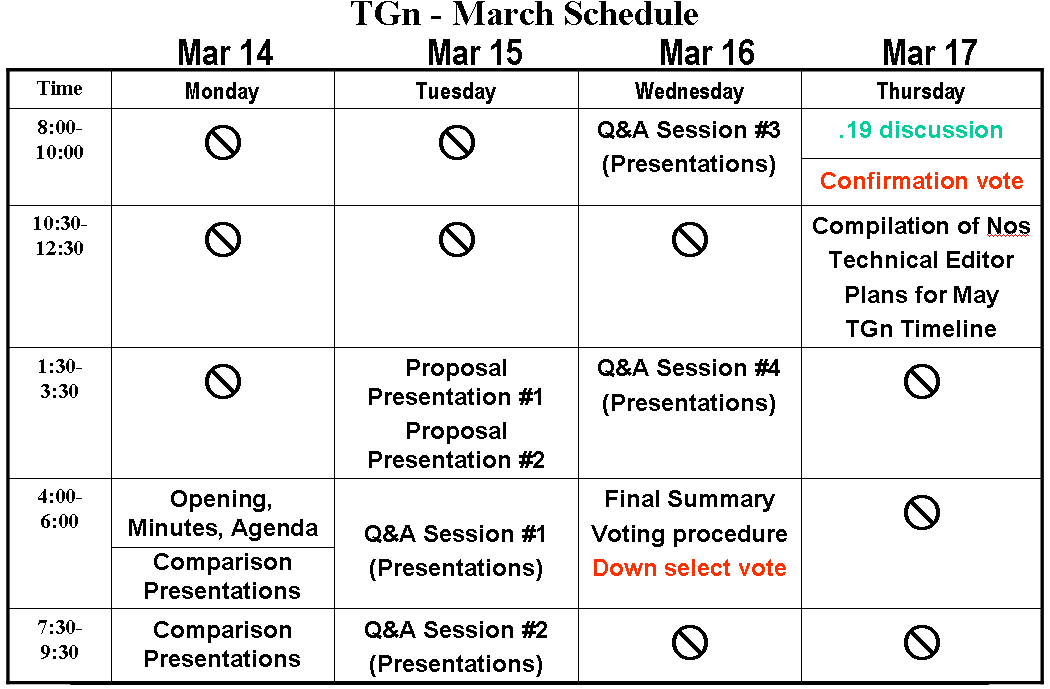 TGn - March Schedule
Mar 14 Mar 15 Mar 16 Mar 17
Time Monday Tuesday Wednesday Thursday
8:00-
10:00
Q&A Session #3
(Presentations)
.19 discussion
Confirmation vote
10:30-
12:30
Compilation of Nos
Technical Editor
Plans for May
TGn Timeline
1:30-
3:30
Proposal
Presentation #1
Proposal
Presentation #2
Q&A Session #4
(Presentations)
4:00-
6:00
Opening,
Minutes, Agenda
Comparison
Presentations
Q&A Session #1
(Presentations)
Final Summary
Voting procedure
Down select vote
7:30-
9:30
Comparison
Presentations
Q&A Session #2
(Presentations)